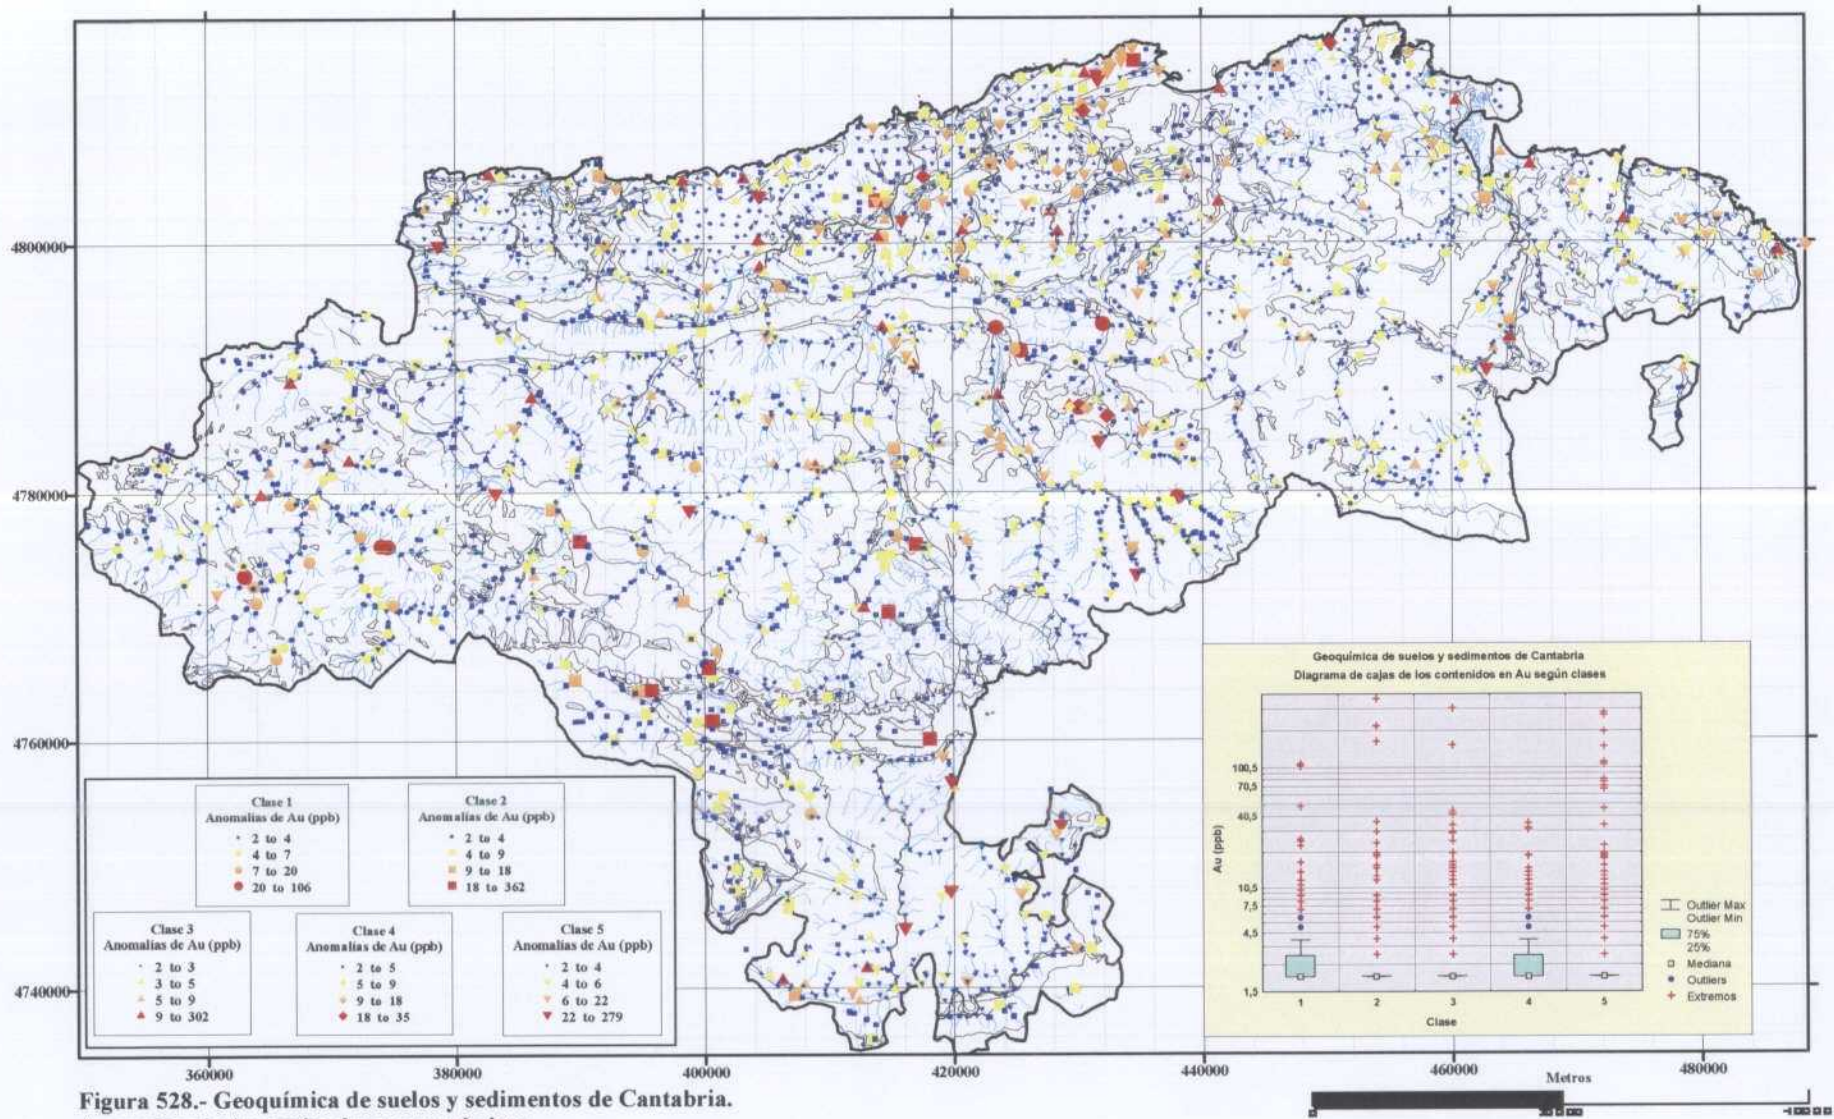 4800000
4780000
4760000
4740000
360000
380000
400000
420000
440000
460000
480000
Metros
Clase 1
Anomalías de Au (ppb)
2 to 4
4 to 7
7 to 20
20 to 106
Clase 2
Anomalías de Au (ppb)
2 to 4
4 to 9
9 to 18
18 to 362
Clase 3
Anomalías de Au (ppb)
2 to 3
3 to 5
5 to 9
9 to 302
Clase 4
Anomalías de Au (ppb)
2 to 5
5 to 9
9 to 18
18 to 35
Clase 5
Anomalías de Au (ppb)
2 to 4
4 to 6
6 to 22
22 to 279
Geoquímica de suelos y sedimentos de Cantabria
Diagrama de cajas de los contenidos en Au según clases
Au (ppb)
100,5
70,5
40,5
10,5
7,5
4,5
1,5
1 2 3 4 5
Clase
Outlier Max
Outlier Min
75%
25%
Mediana
Outliers
Extremos
Figura 528.- Geoquímica de suelos y sedimentos de Cantabria.